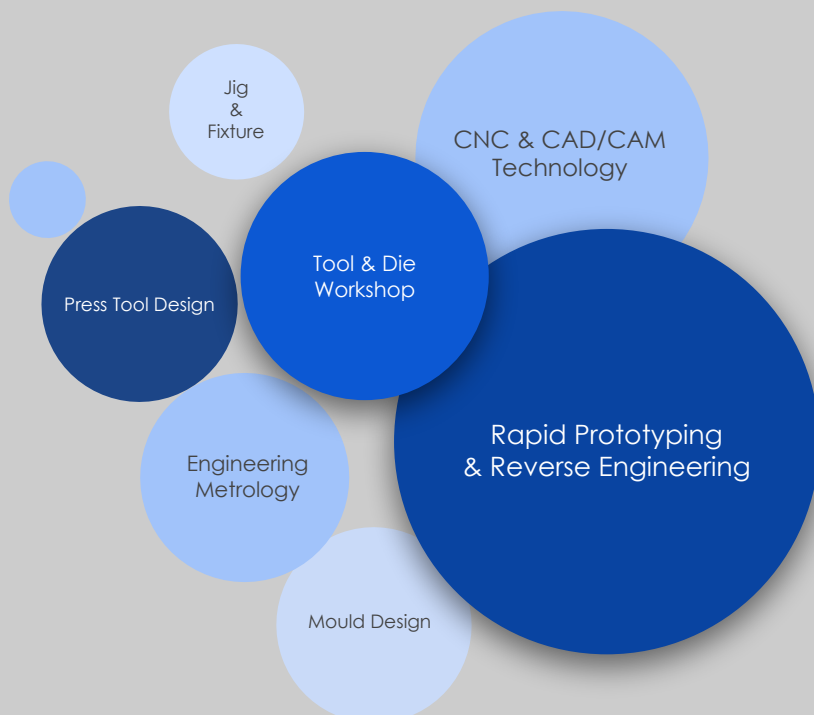 Jig
&
Fixture
CNC & CAD/CAM
Technology
Tool & Die
Workshop
Press Tool Design
Rapid Prototyping
& Reverse Engineering
Engineering
Metrology
Mould Design